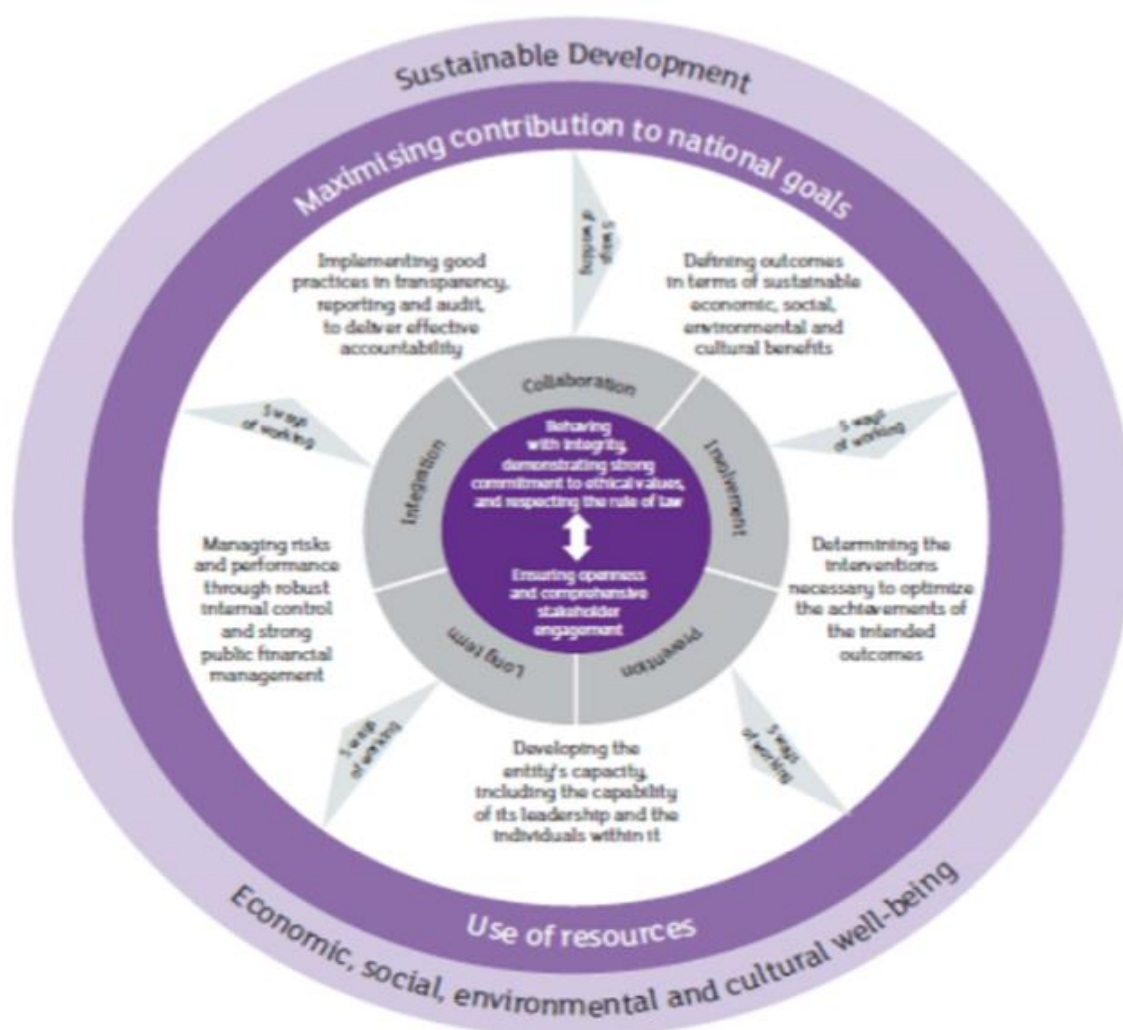 Sustainable Development
Maximising contribution to national goals
5 ways
of working
Implementing good
practices in transparency,
reporting and audit,
to deliver effective
accountability
Defining outcomes
in terms of sustainable
economic, social,
environmental and
cultural benefits
Collaboration
5 ways
of working
5 ways
of working
Integration
Involvement
Behaving
with integrity,
demonstrating strong
commitment to ethical values,
and respecting the rule of law
Ensuring openness
and comprehensive
stakeholder
engagement
Managing risks
and performance
through robust
internal control
and strong
public financial
management
Determining the
interventions
necessary to optimize
the achievements of
the intended
outcomes
Long term
Prevention
5 ways
of working
5 ways
of working
Developing the
entity's capacity,
including the capability
of its leadership and the
individuals within it
Use of resources
Economic, social, environmental and cultural well-being